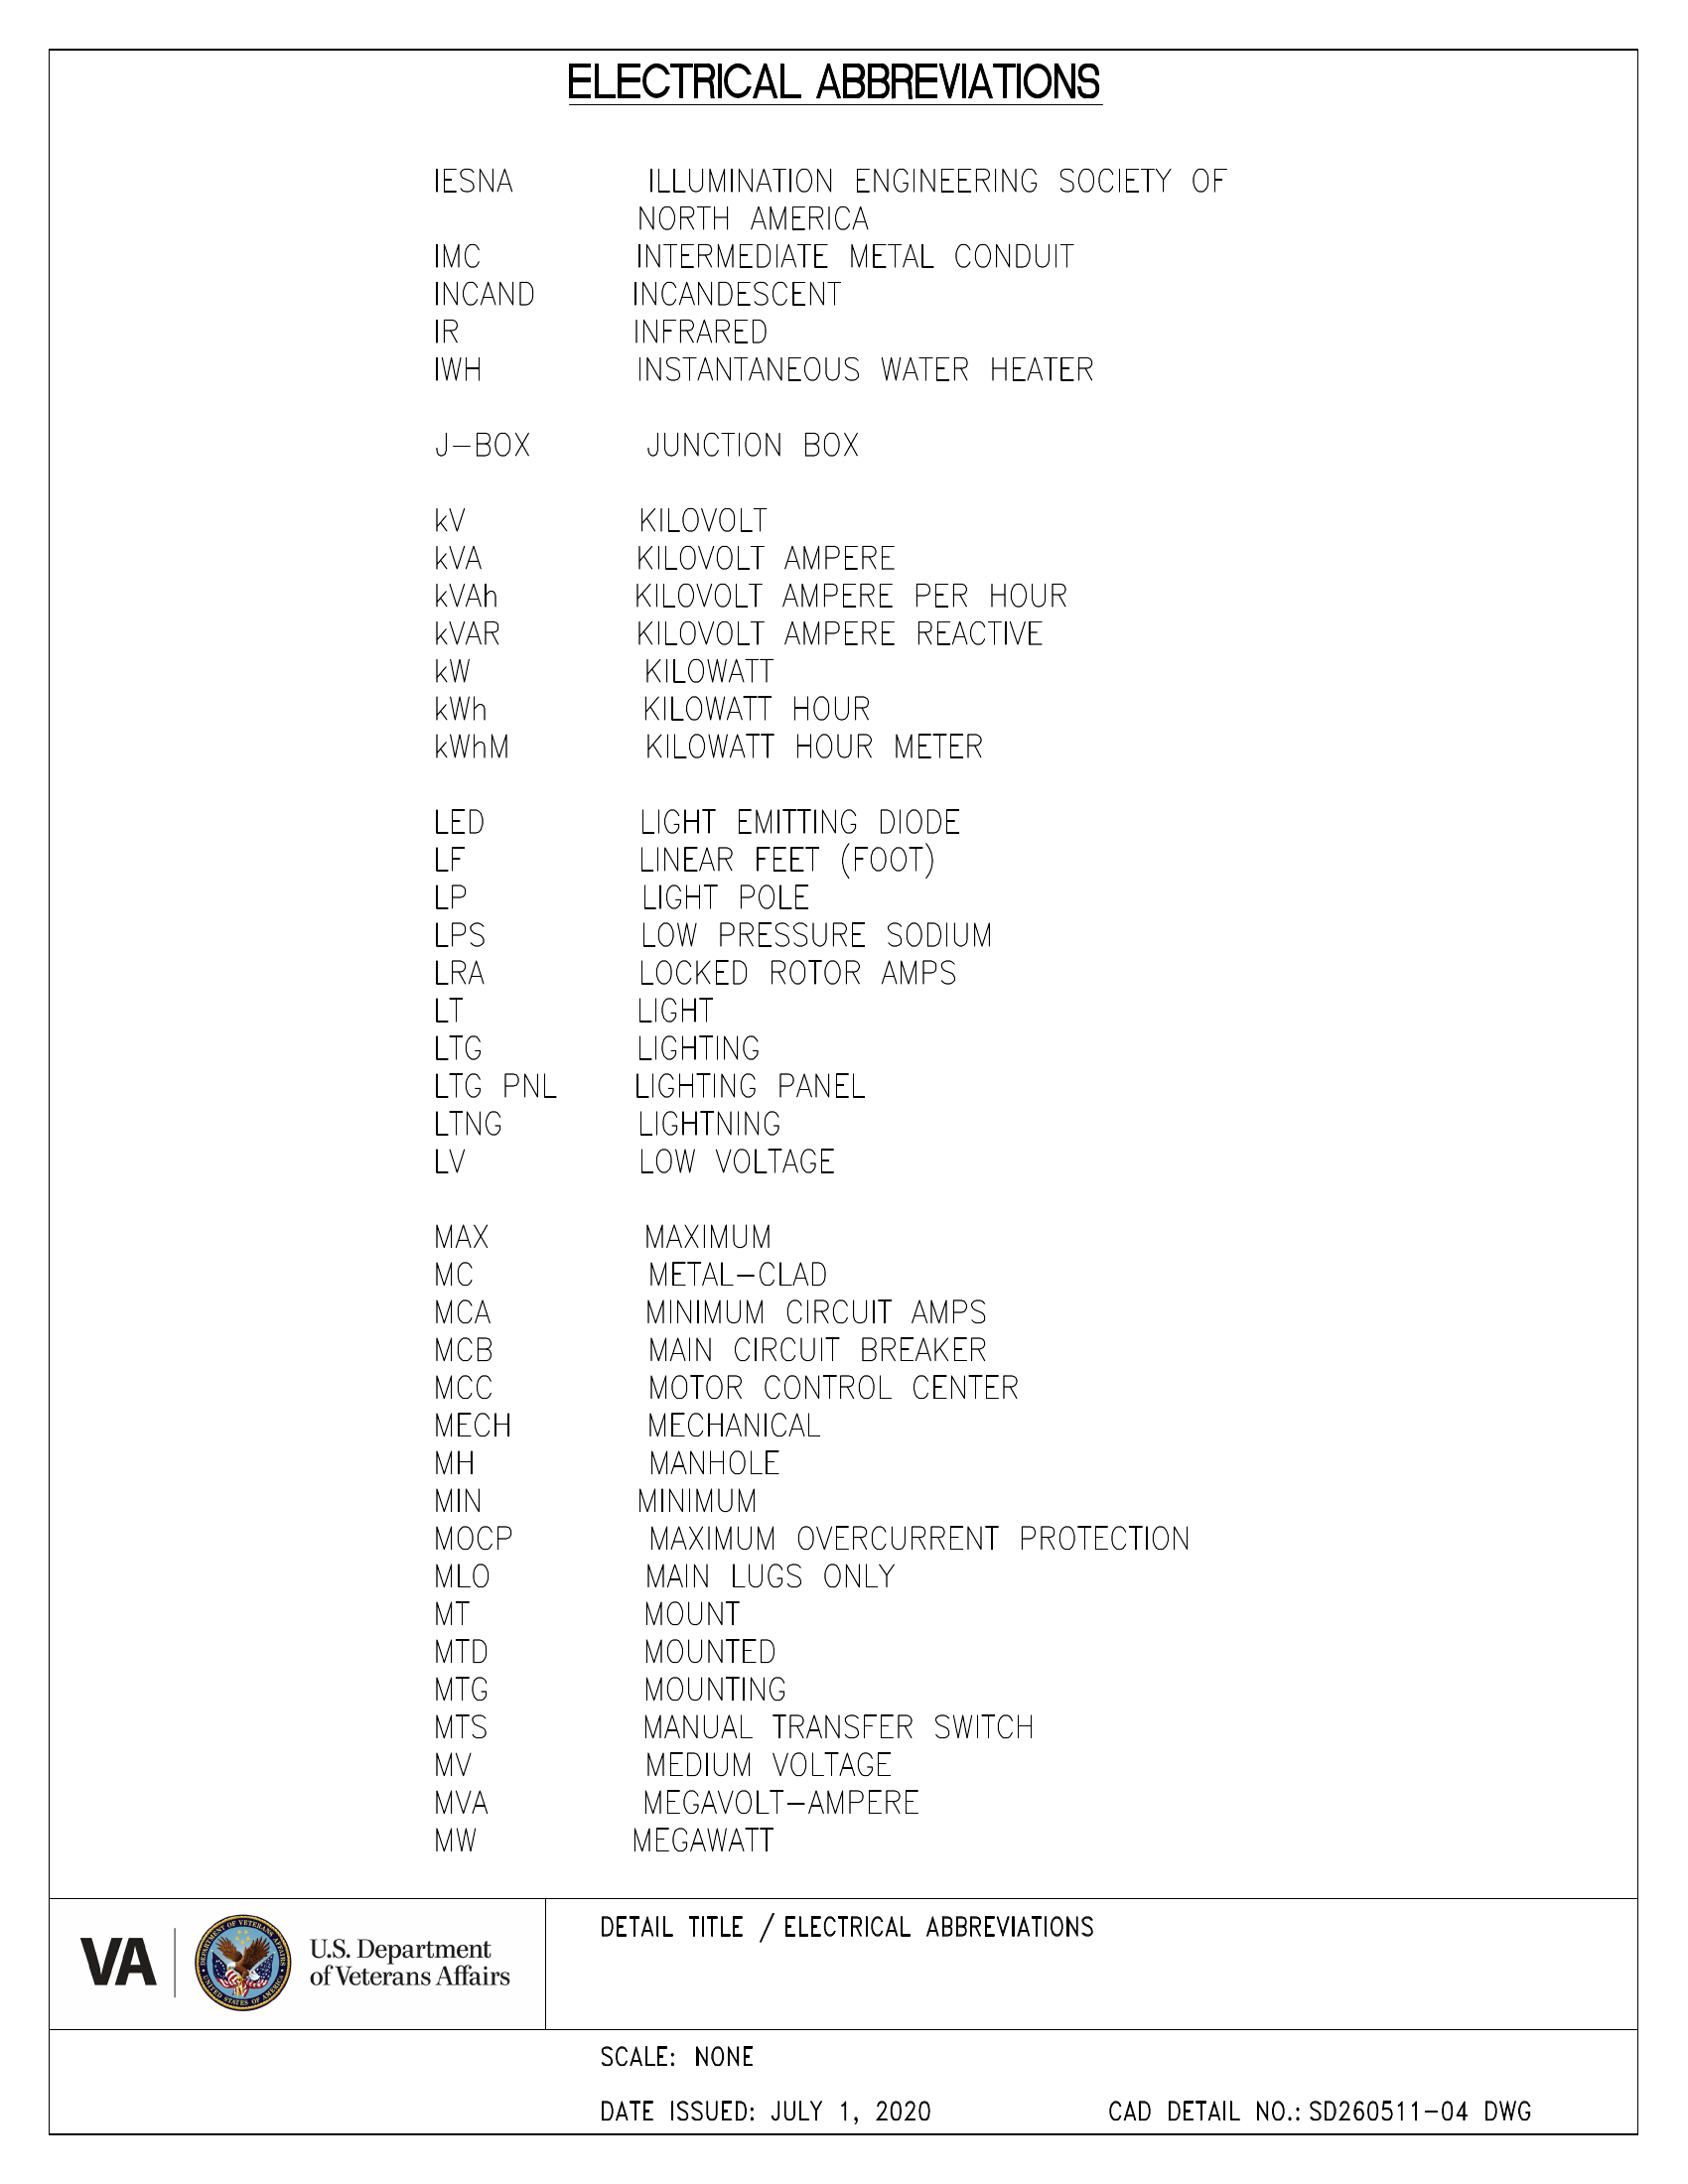 ELECTRICAL ABBREVIATIONS
IESNA ILLUMINATION ENGINEERING SOCIETY OF
NORTH AMERICA
IMC INTERMEDIATE METAL CONDUIT
INCAND INCANDESCENT
IR INFRARED
IWH INSTANTANEOUS WATER HEATER
J-BOX JUNCTION BOX
kV KILOVOLT
kVA KILOVOLT AMPERE
kVAh KILOVOLT AMPERE PER HOUR
kVAR KILOVOLT AMPERE REACTIVE
kW KILOWATT
kWh KILOWATT HOUR
kWhM KILOWATT HOUR METER
LED LIGHT EMITTING DIODE
LF LINEAR FEET (FOOT)
LP LIGHT POLE
LPS LOW PRESSURE SODIUM
LRA LOCKED ROTOR AMPS
LT LIGHT
LTG LIGHTING
LTG PNL LIGHTING PANEL
LTNG LIGHTNING
LV LOW VOLTAGE
MAX MAXIMUM
MC METAL-CLAD
MCA MINIMUM CIRCUIT AMPS
MCB MAIN CIRCUIT BREAKER
MCC MOTOR CONTROL CENTER
MECH MECHANICAL
MH MANHOLE
MIN MINIMUM
MOCP MAXIMUM OVERCURRENT PROTECTION
MLO MAIN LUGS ONLY
MT MOUNT
MTD MOUNTED
MTG MOUNTING
MTS MANUAL TRANSFER SWITCH
MV MEDIUM VOLTAGE
MVA MEGAVOLT-AMPERE
MW MEGAWATT
VA
DEPARTMENT OF VETERANS AFFAIRS
UNITED STATES OF AMERICA
U.S. Department
of Veterans Affairs
DETAIL TITLE / ELECTRICAL ABBREVIATIONS
SCALE: NONE
DATE ISSUED: JULY 1, 2020 CAD DETAIL NO.: SD260511-04 DWG